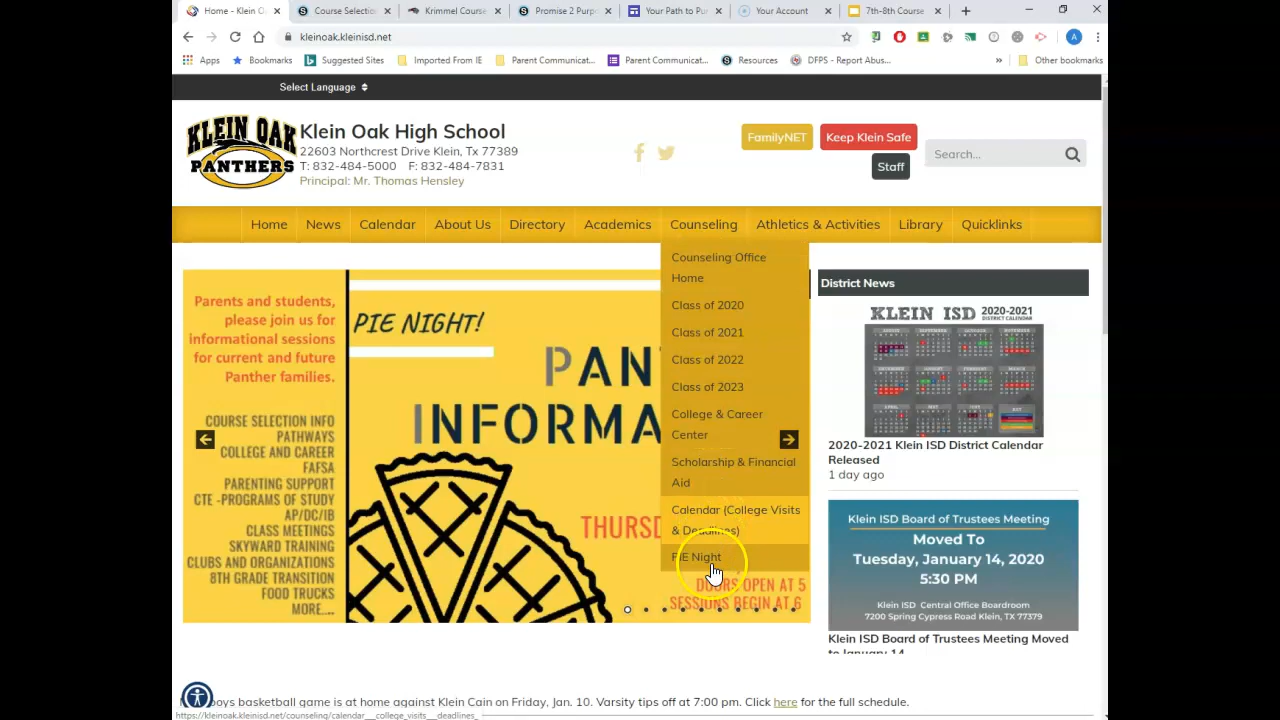 Home - Klein O
Course Selection
Krimmel Course
Promise 2 Purpo
Your Path to Pu
Your Account
7th-8th Course
kleinoak.kleinisd.net
A
Apps
Bookmarks
Suggested Sites
Imported From IE
Parent Communicat...
Parent Communicat...
Resources
DFPS - Report Abus...
»
Other bookmarks
Select Language
KLEIN OAK
PANTHERS
Klein Oak High School
22603 Northcrest Drive Klein, Tx 77389
T: 832-484-5000 F: 832-484-7831
Principal: Mr. Thomas Hensley
FamilyNET
Keep Klein Safe
Staff
Search...
Home
News
Calendar
About Us
Directory
Academics
Counseling
Athletics & Activities
Library
Quicklinks
Counseling Office
Home
Class of 2020
Class of 2021
Class of 2022
Class of 2023
College & Career
Center
Scholarship & Financial
Aid
Calendar (College Visits
& Deadlines)
PIE Night
Parents and students,
please join us for
informational sessions
for current and future
Panther families.
COURSE SELECTION INFO
PATHWAYS
COLLEGE AND CAREER
FAFSA
PARENTING SUPPORT
CTE -PROGRAMS OF STUDY
AP/DC/IB
CLASS MEETINGS
SKYWARD TRAINING
CLUBS AND ORGANIZATIONS
8TH GRADE TRANSITION
FOOD TRUCKS
MORE....
PIE NIGHT!
PAN
INFORMA
THURSD
DOORS OPEN AT 5
SESSIONS BEGIN AT 6
District News
KLEIN ISD 2020-2021
DISTRICT CALENDAR
2020-2021 Klein ISD District Calendar
Released
1 day ago
Klein ISD Board of Trustees Meeting
Moved To
Tuesday, January 14, 2020
5:30 PM
Klein ISD Central Office Boardroom
7200 Spring Cypress Road Klein, TX 77379
Klein ISD Board of Trustees Meeting Moved
to January 14
boys basketball game is at home against Klein Cain on Friday, Jan. 10. Varsity tips off at 7:00 pm. Click here for the full schedule.
https://kleinoak.kleinisd.net/counseling/calendar__college_visits___deadlines_